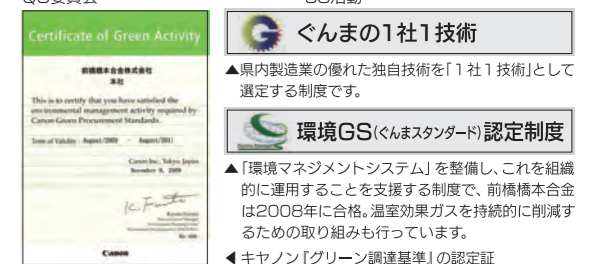 QC委員会
GS活動
Certificate of Green Activity
前橋橋本合金株式会社
本社
This is to certify that you have satisfied the
environmental management activity required by
Canon Green Procurement Standards.
Term of Validity : August/2009 - August/2011
Canon Inc., Tokyo, Japan
November 9, 2009
K. Funto
Canon
ぐんまの1社1技術
▲県内製造業の優れた独自技術を「1社1技術」として
選定する制度です。
環境GS(ぐんまスタンダード)認定制度
▲「環境マネジメントシステム」を整備し、これを組織
的に運用することを支援する制度で、前橋橋本合金
は2008年に合格。温室効果ガスを持続的に削減す
るための取り組みも行っています。
◀キヤノン『グリーン調達基準』の認定証